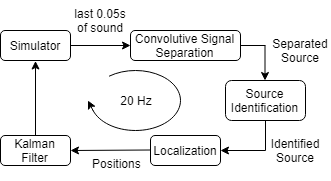 last 0.05s
of sound
Simulator
Convolutive Signal
Separation
Separated
Source
Source
Identification
20 Hz
Identified
Source
Localization
Positions
Kalman
Filter